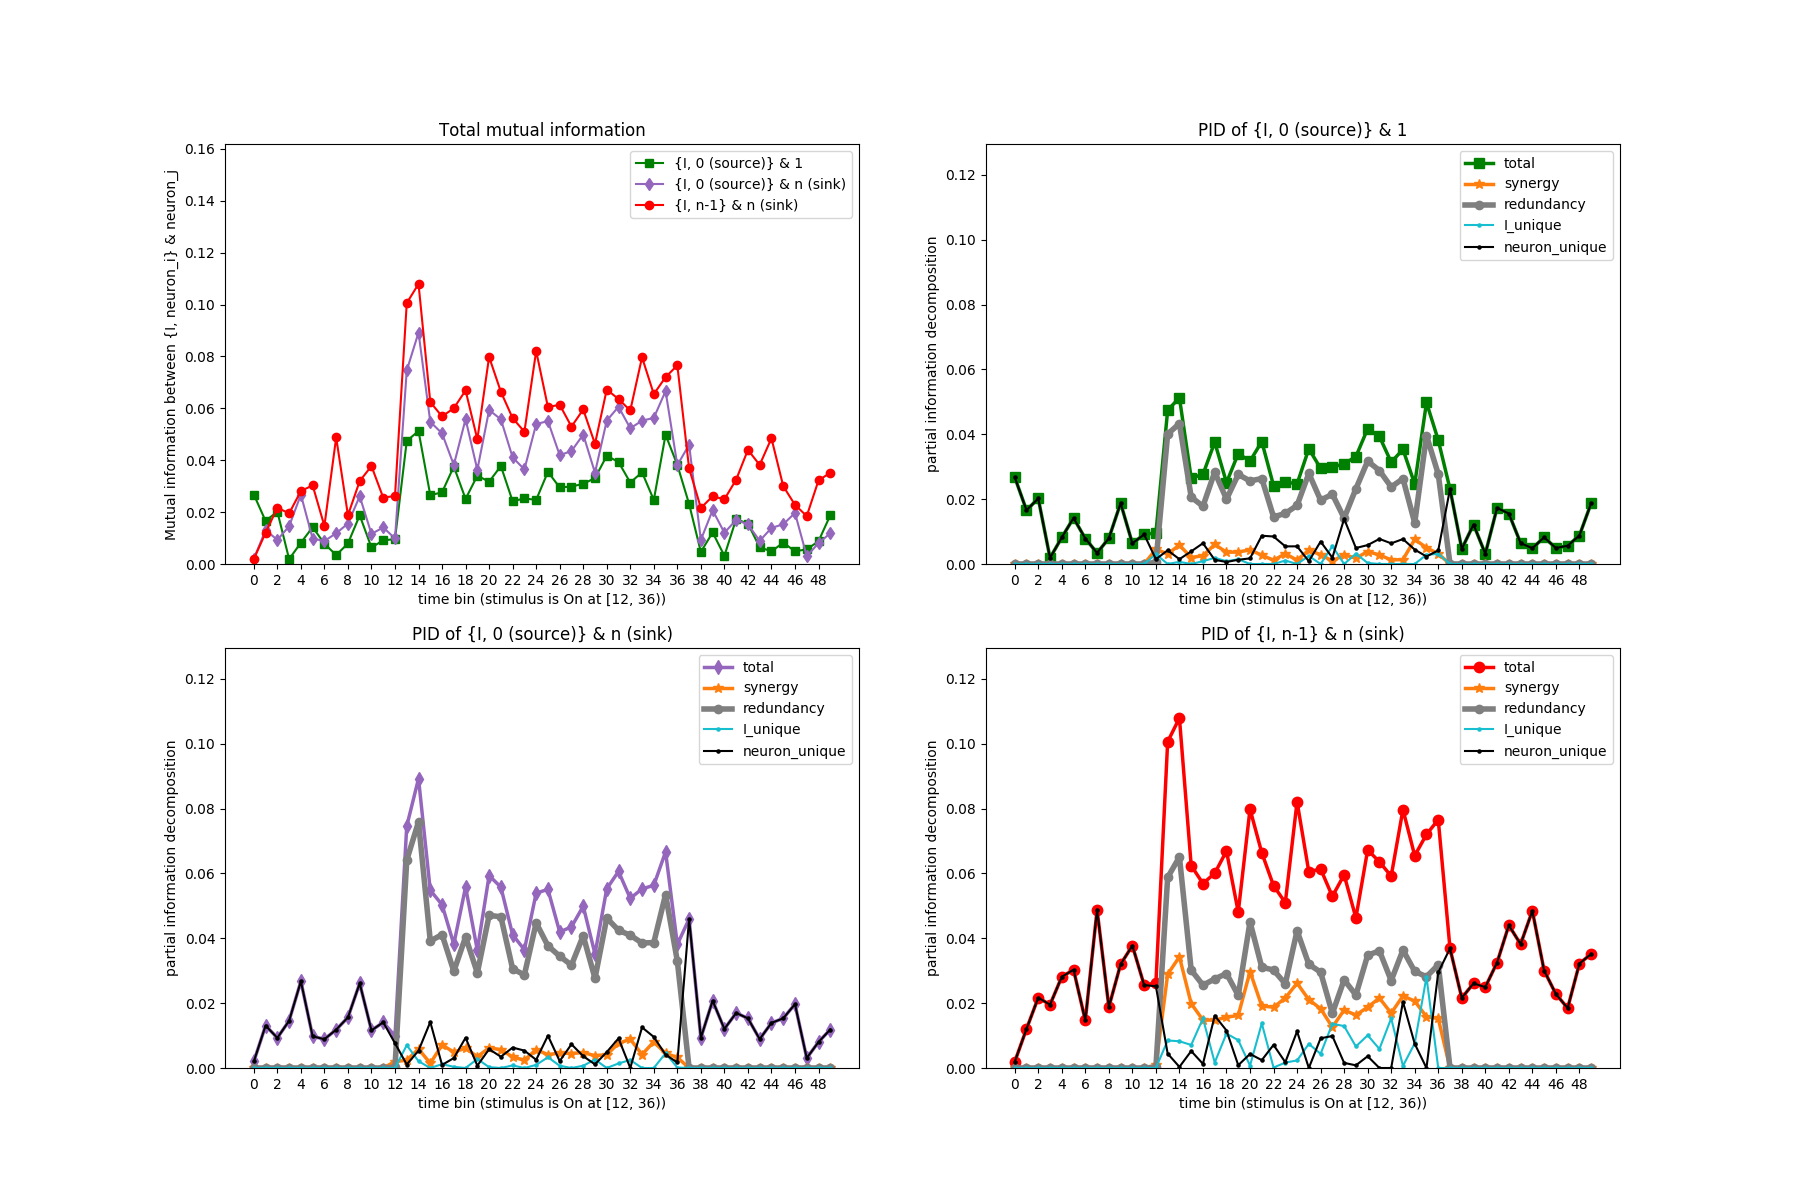 Total mutual information
Mutual information between {I, neuron_i} & neuron_j
0.16
0.14
0.12
0.10
0.08
0.06
0.04
0.02
0.00
{I, 0 (source)} & 1
{I, 0 (source)} & n (sink)
{I, n-1} & n (sink)
0 2 4 6 8 10 12 14 16 18 20 22 24 26 28 30 32 34 36 38 40 42 44 46 48
time bin (stimulus is On at [12, 36))
PID of {I, 0 (source)} & 1
partial information decomposition
0.12
0.10
0.08
0.06
0.04
0.02
0.00
total
synergy
redundancy
I_unique
neuron_unique
0 2 4 6 8 10 12 14 16 18 20 22 24 26 28 30 32 34 36 38 40 42 44 46 48
time bin (stimulus is On at [12, 36))
PID of {I, 0 (source)} & n (sink)
partial information decomposition
0.12
0.10
0.08
0.06
0.04
0.02
0.00
total
synergy
redundancy
I_unique
neuron_unique
0 2 4 6 8 10 12 14 16 18 20 22 24 26 28 30 32 34 36 38 40 42 44 46 48
time bin (stimulus is On at [12, 36))
PID of {I, n-1} & n (sink)
partial information decomposition
0.12
0.10
0.08
0.06
0.04
0.02
0.00
total
synergy
redundancy
I_unique
neuron_unique
0 2 4 6 8 10 12 14 16 18 20 22 24 26 28 30 32 34 36 38 40 42 44 46 48
time bin (stimulus is On at [12, 36))